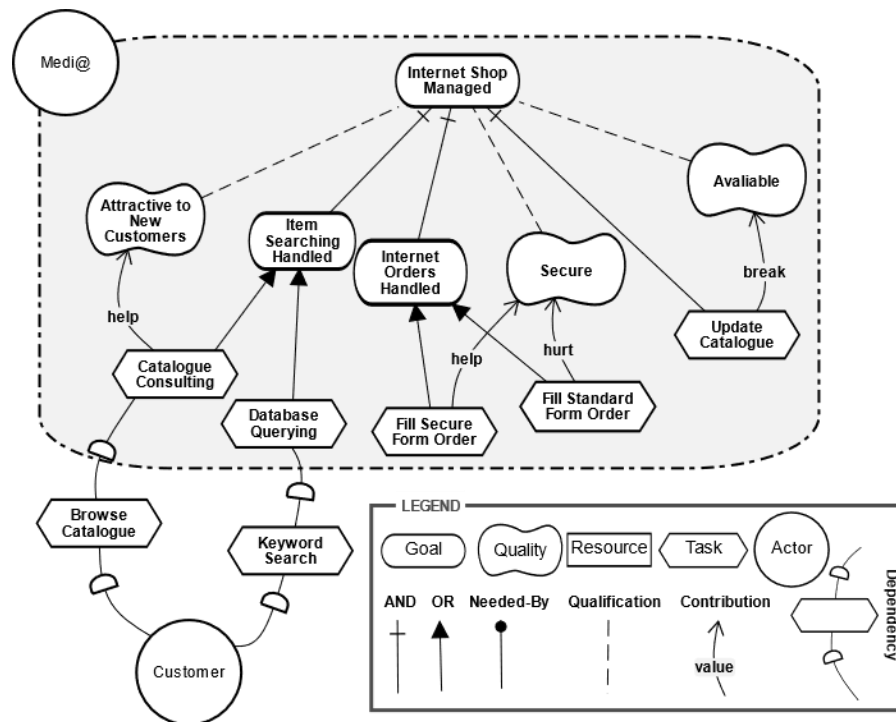 Medi@
Internet Shop
Managed
Attractive to
New
Customers
Item
Searching
Handled
Internet
Orders
Handled
Secure
Avaliable
break
help
Update
Catalogue
Catalogue
Consulting
help
hurt
Database
Querying
Fill Secure
Form Order
Fill Standard
Form Order
Browse
Catalogue
Keyword
Search
Customer
LEGEND
Goal
Quality
Resource
Task
Actor
AND
OR
Needed-By
Qualification
Contribution
value
Dependency